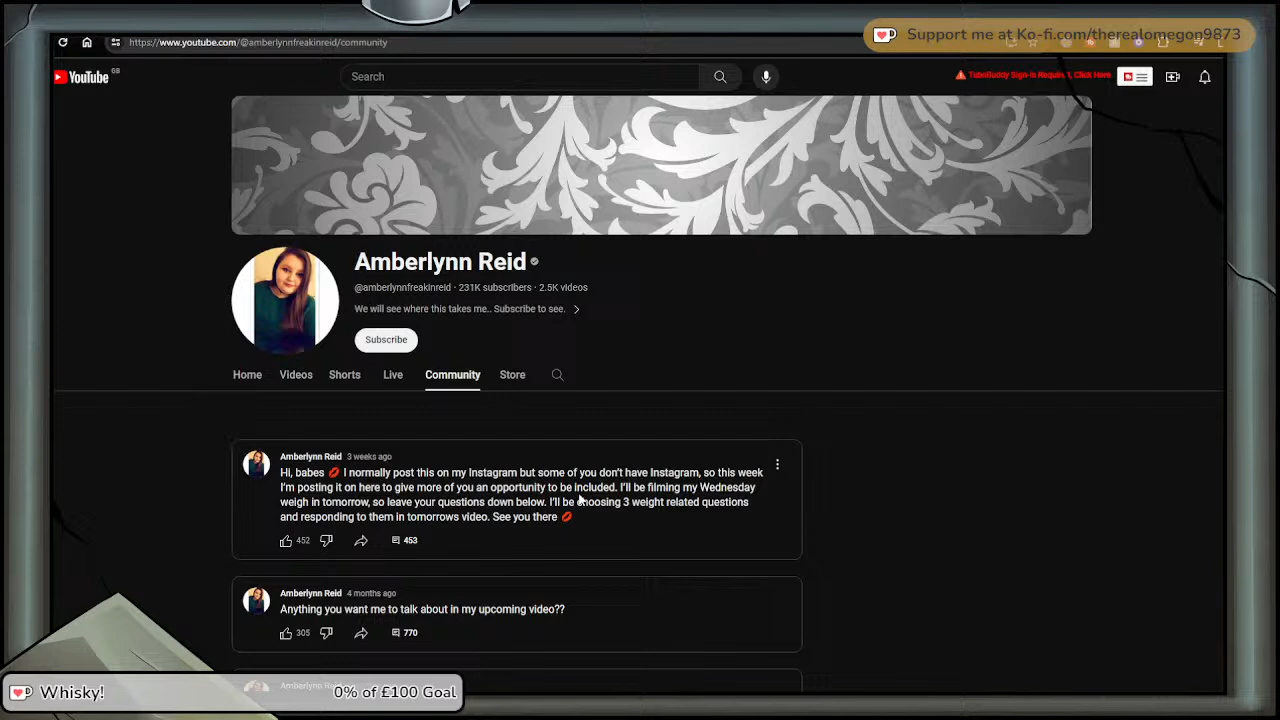 https://www.youtube.com/@amberlynnfreakinreid/community
Support me at Ko-fi.com/therealomegon9873
YouTube GB
Search
TubeBuddy Sign-in Required, Click Here
Amberlynn Reid
@amberlynnfreakinreid · 231K subscribers · 2.5K videos
We will see where this takes me.. Subscribe to see.
Subscribe
Home Videos Shorts Live Community Store
Amberlynn Reid 3 weeks ago
Hi, babes 💋 I normally post this on my Instagram but some of you don't have Instagram, so this week
I'm posting it on here to give more of you an opportunity to be included. I'll be filming my Wednesday
weigh in tomorrow, so leave your questions down below. I'll be choosing 3 weight related questions
and responding to them in tomorrows video. See you there 💋
452 453
Amberlynn Reid 4 months ago
Anything you want me to talk about in my upcoming video??
305 770
Amberlynn Reid
Whisky! 0% of £100 Goal